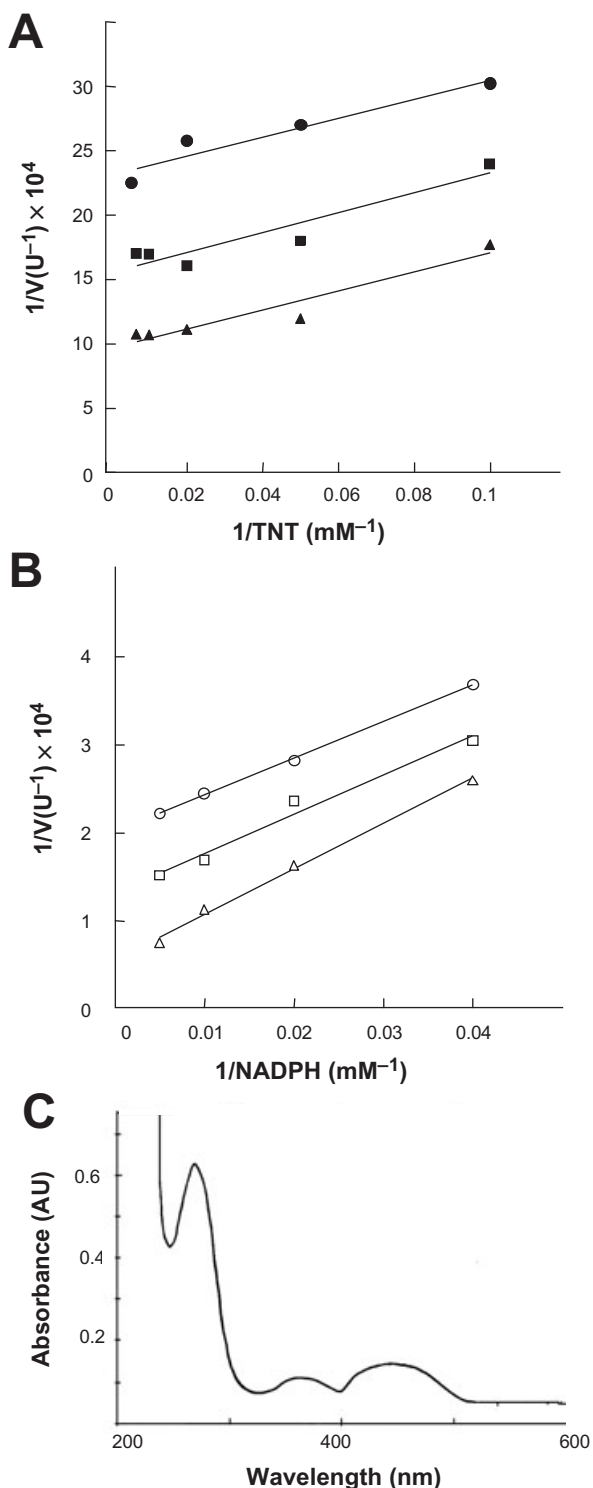 A
1/V(U⁻¹) × 10⁴
30
25
20
15
10
5
0
0 0.02 0.04 0.06 0.08 0.1
1/TNT (mM⁻¹)
B
1/V(U⁻¹) × 10⁴
4
3
2
1
0
0 0.01 0.02 0.03 0.04
1/NADPH (mM⁻¹)
C
Absorbance (AU)
0.6
0.4
0.2
200 400 600
Wavelength (nm)